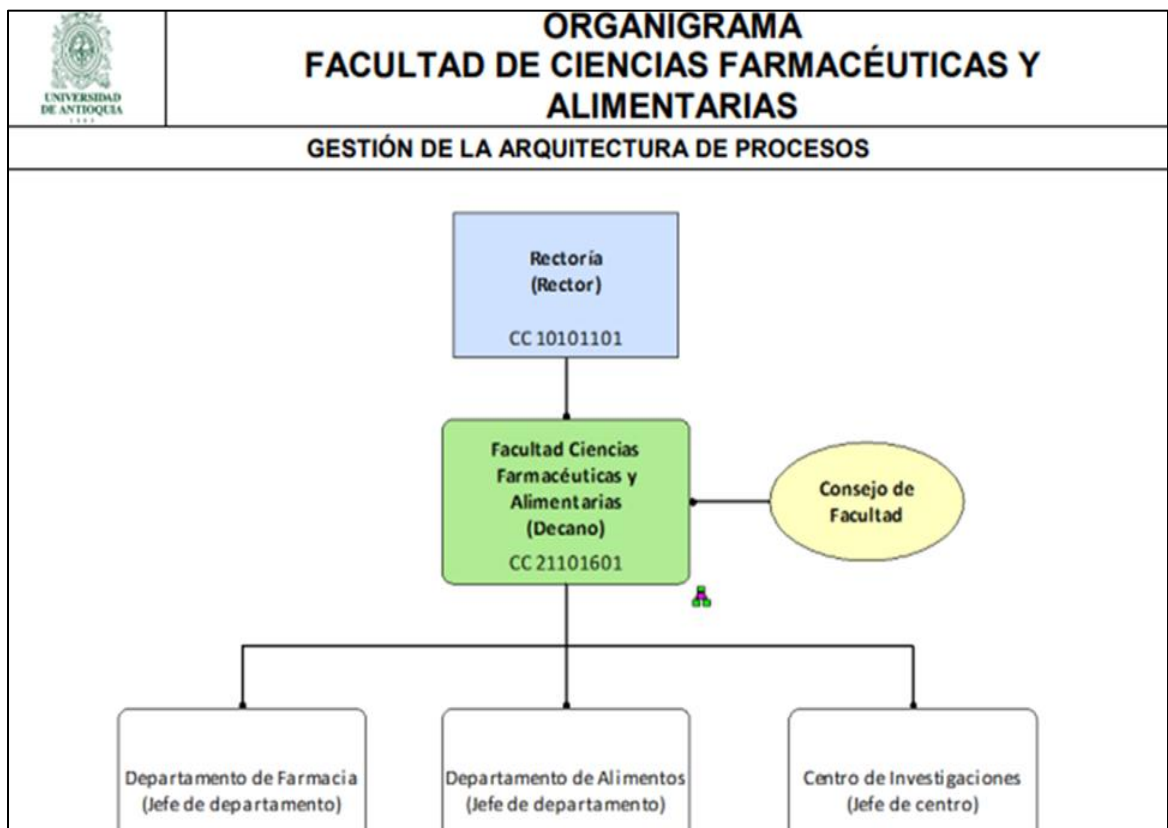 UNIVERSIDAD
DE ANTIOQUIA
1803
ORGANIGRAMA
FACULTAD DE CIENCIAS FARMACÉUTICAS Y
ALIMENTARIAS
GESTIÓN DE LA ARQUITECTURA DE PROCESOS
Rectoría
(Rector)
CC 10101101
Facultad Ciencias
Farmacéuticas y
Alimentarias
(Decano)
CC 21101601
Consejo de
Facultad
Departamento de Farmacia
(Jefe de departamento)
Departamento de Alimentos
(Jefe de departamento)
Centro de Investigaciones
(Jefe de centro)